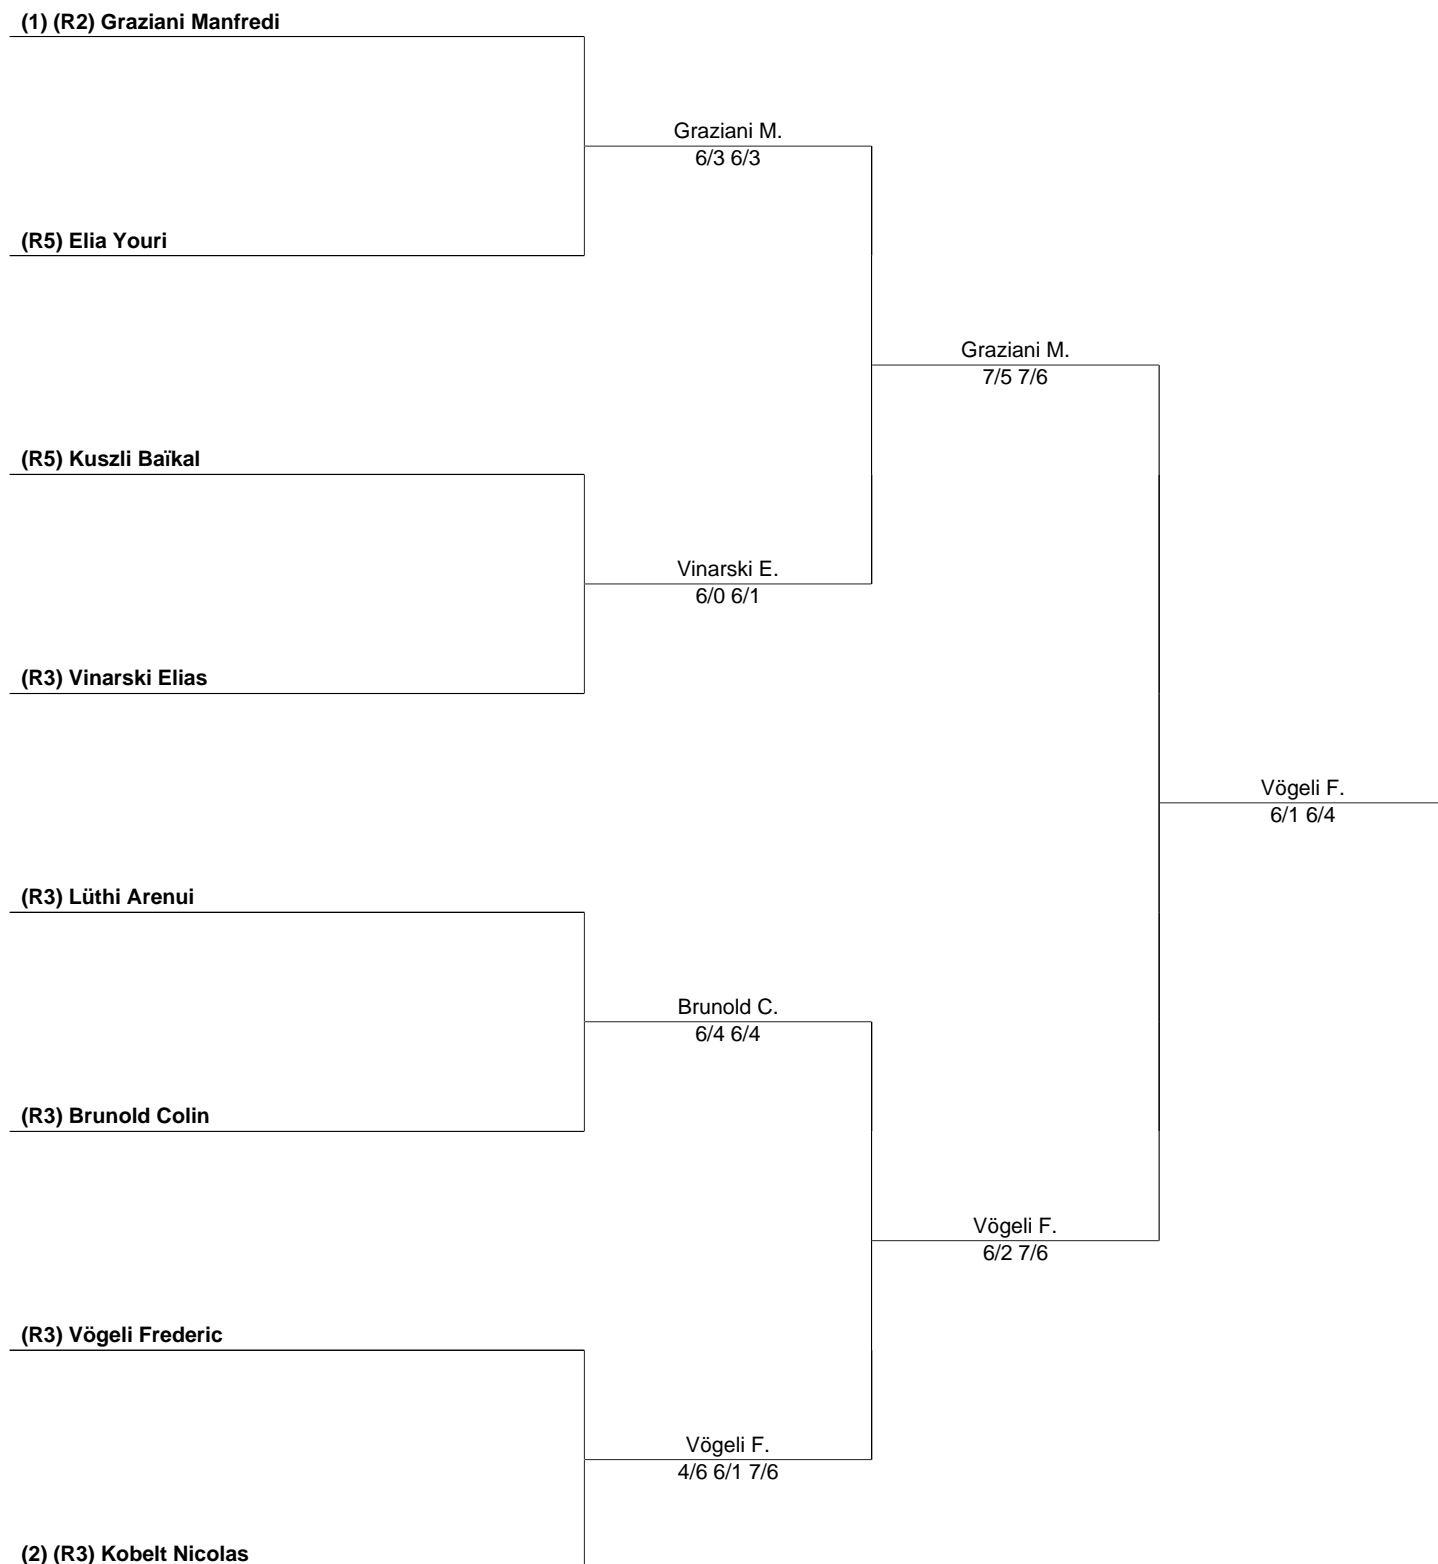 (1) (R2) Graziani Manfredi
Graziani M.
6/3 6/3
(R5) Elia Youri
Graziani M.
7/5 7/6
(R5) Kuszli Baïkal
Vinarski E.
6/0 6/1
(R3) Vinarski Elias
Vögeli F.
6/1 6/4
(R3) Lüthi Arenui
Brunold C.
6/4 6/4
(R3) Brunold Colin
Vögeli F.
6/2 7/6
(R3) Vögeli Frederic
Vögeli F.
4/6 6/1 7/6
(2) (R3) Kobelt Nicolas